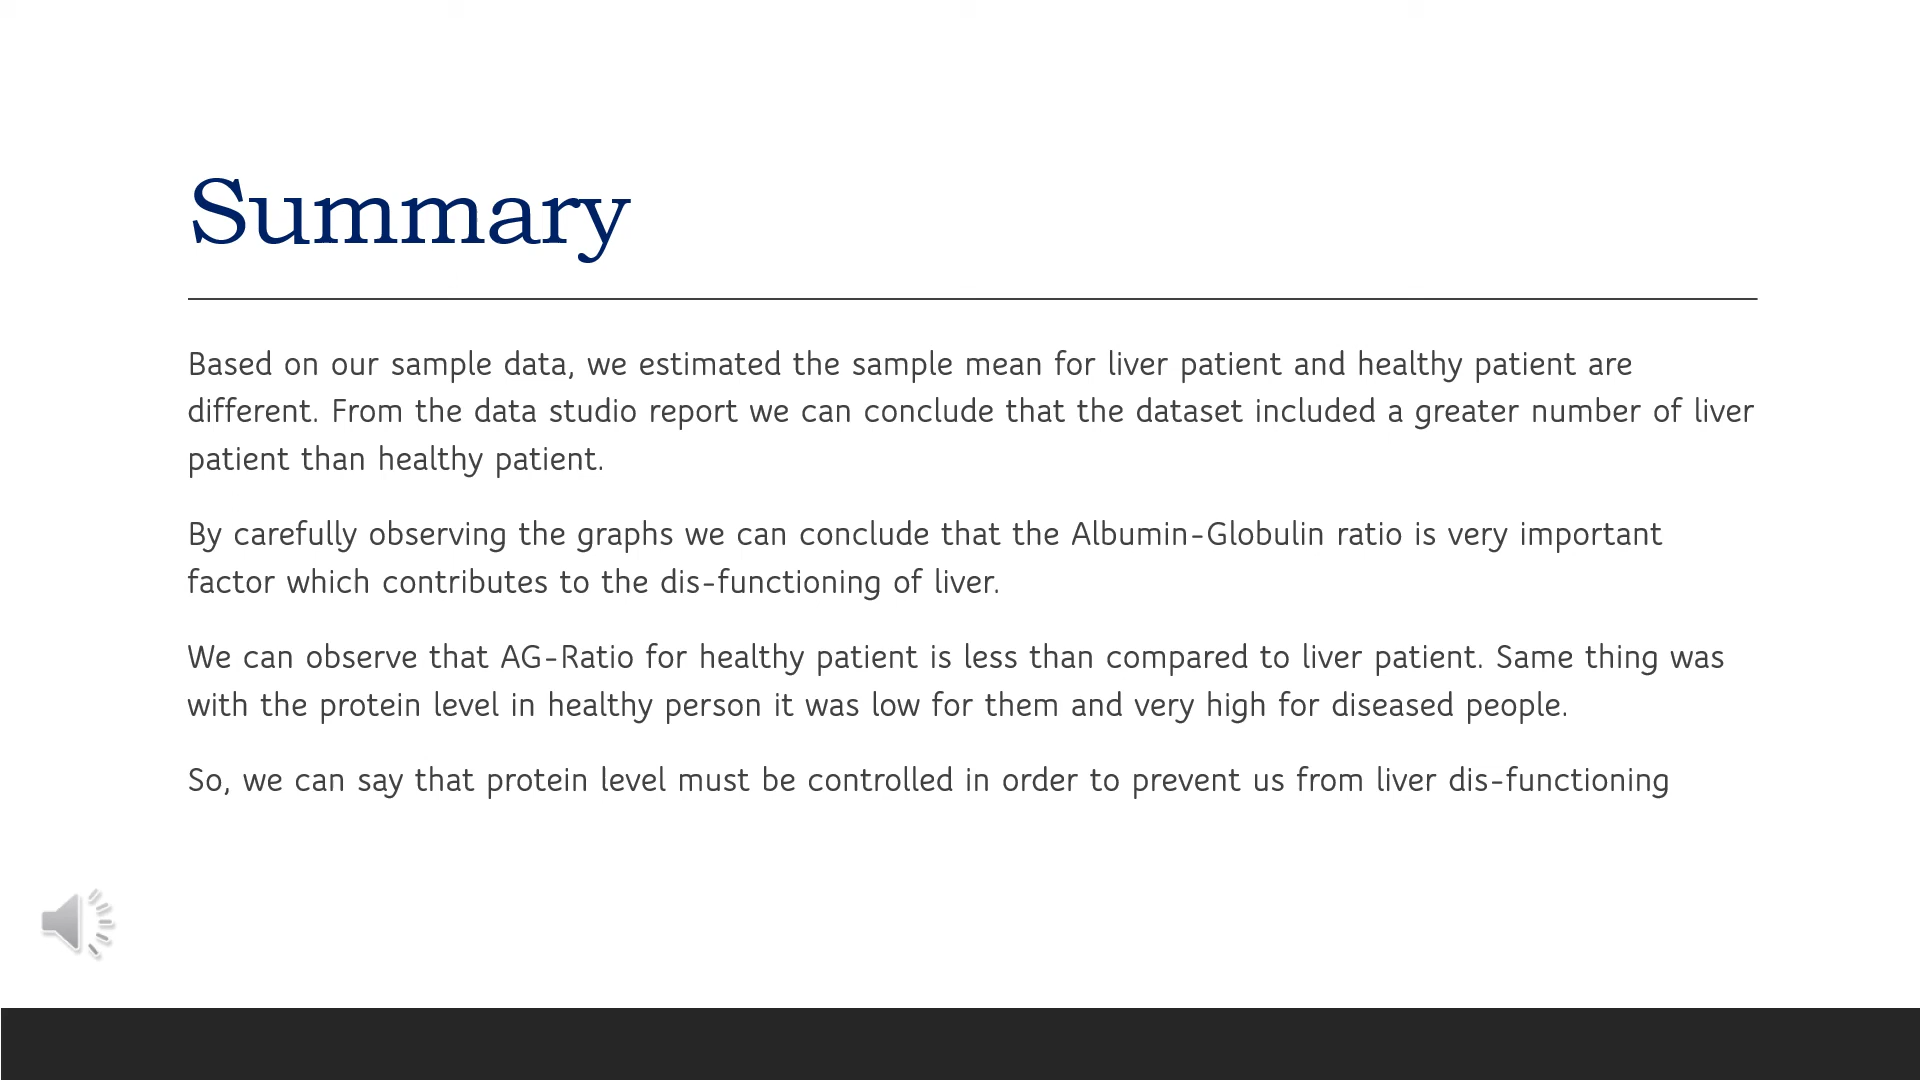 Summary
Based on our sample data, we estimated the sample mean for liver patient and healthy patient are
different. From the data studio report we can conclude that the dataset included a greater number of liver
patient than healthy patient.
By carefully observing the graphs we can conclude that the Albumin-Globulin ratio is very important
factor which contributes to the dis-functioning of liver.
We can observe that AG-Ratio for healthy patient is less than compared to liver patient. Same thing was
with the protein level in healthy person it was low for them and very high for diseased people.
So, we can say that protein level must be controlled in order to prevent us from liver dis-functioning